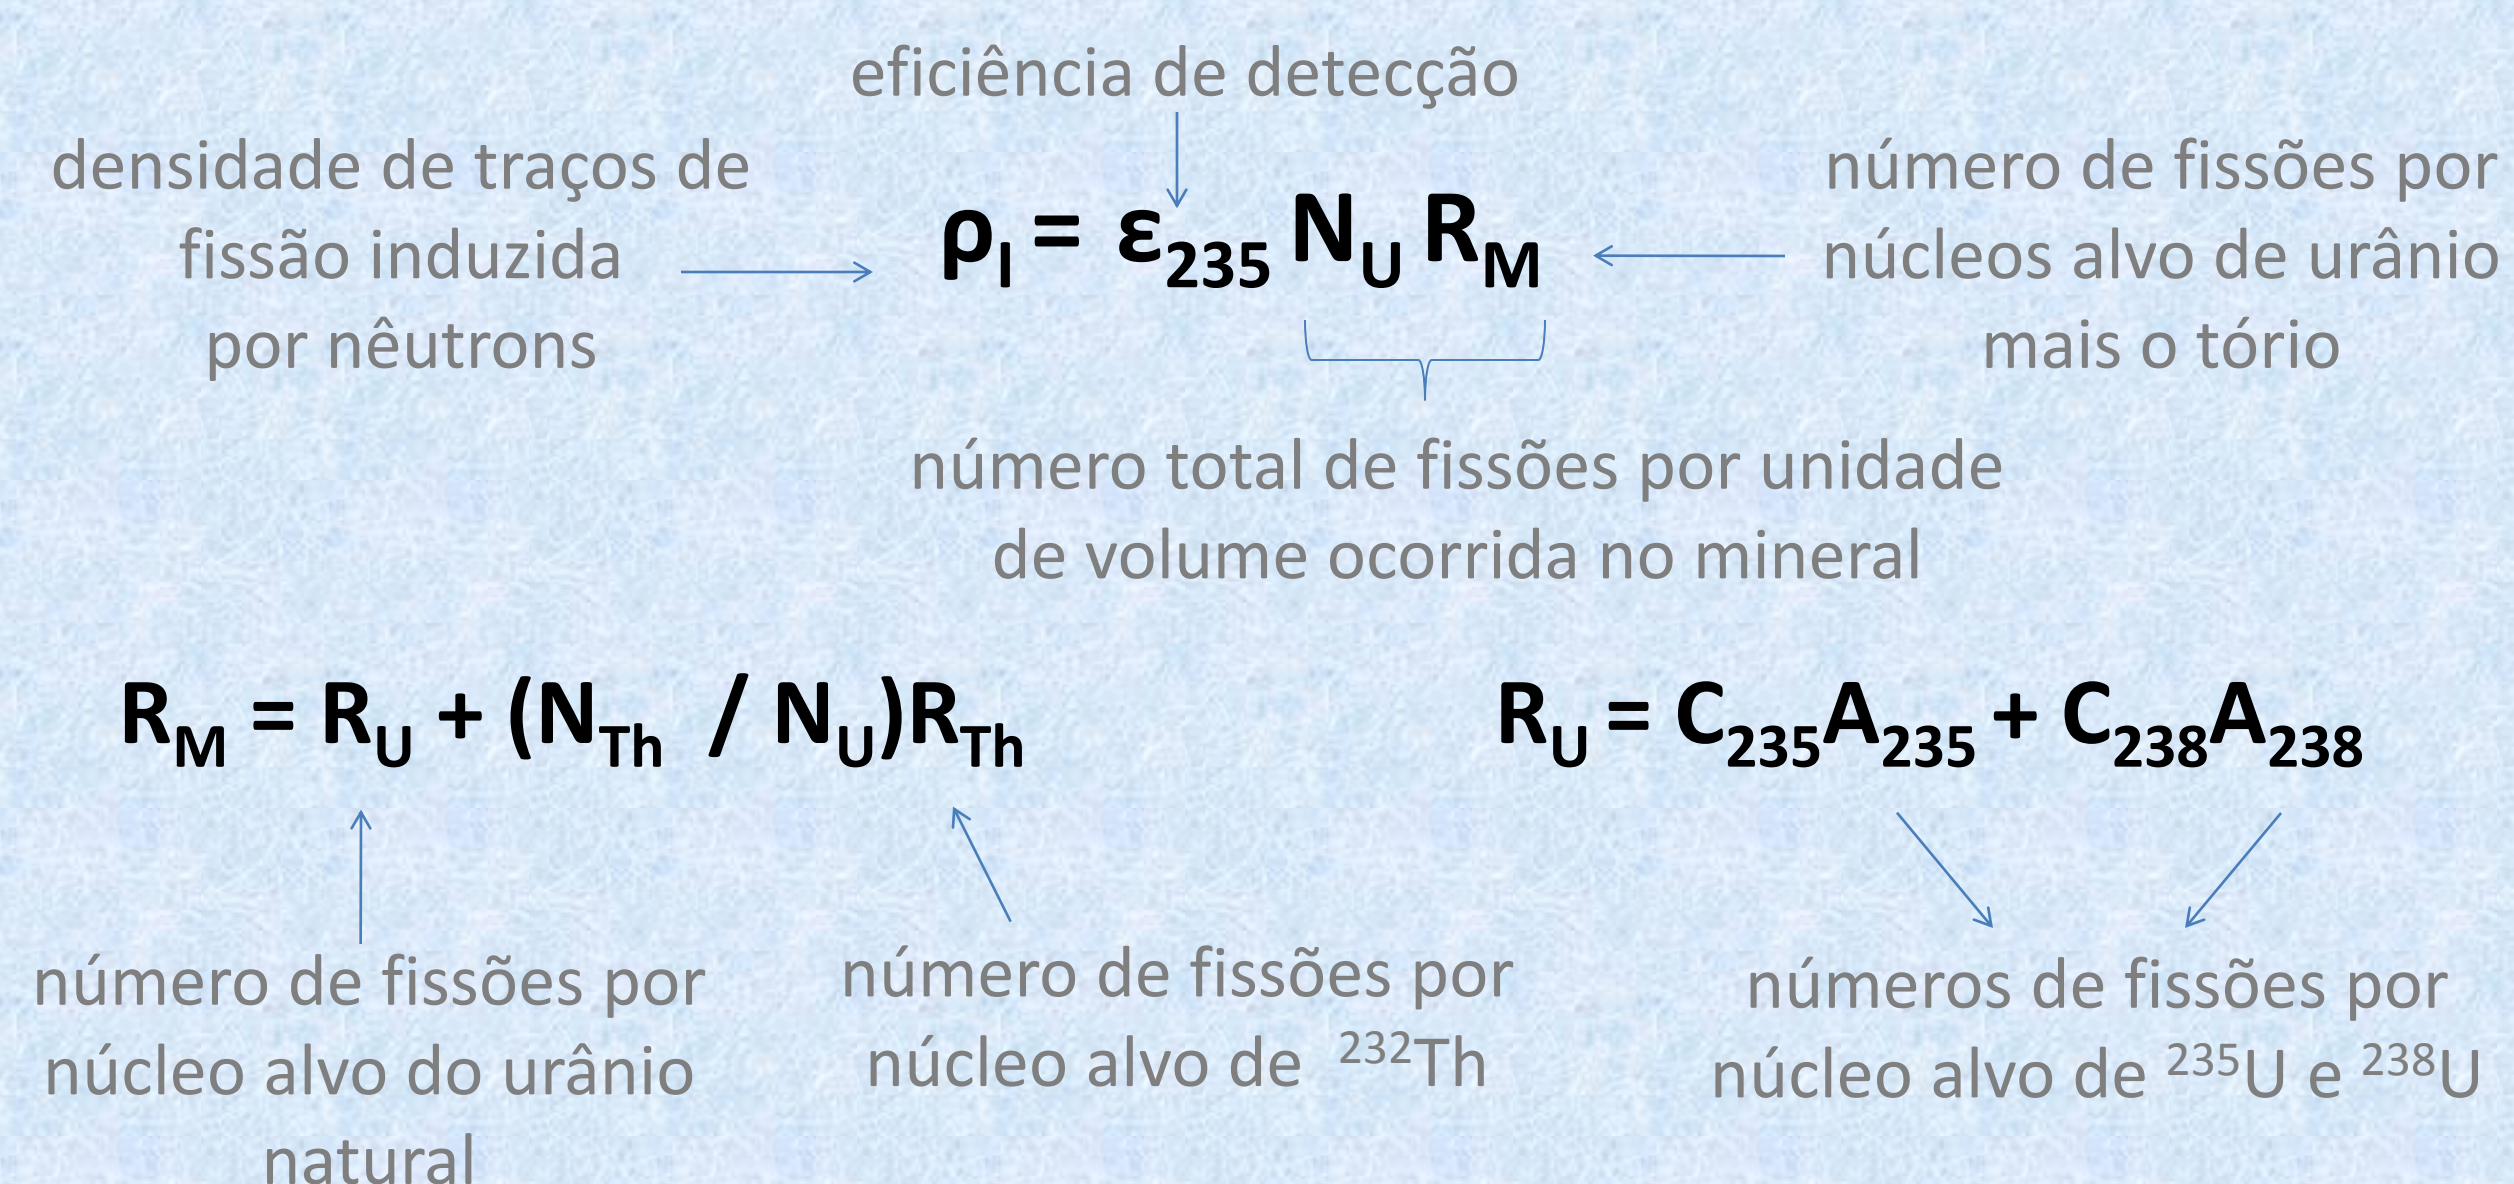 eficiência de detecção
densidade de traços de
fissão induzida
por nêutrons
ρI = ε235 NU RM
número de fissões por
núcleos alvo de urânio
mais o tório
número total de fissões por unidade
de volume ocorrida no mineral
RM = RU + (NTh / NU)RTh
RU = C235A235 + C238A238
número de fissões por
núcleo alvo do urânio
natural
número de fissões por
núcleo alvo de ²³²Th
números de fissões por
núcleo alvo de ²³⁵U e ²³⁸U